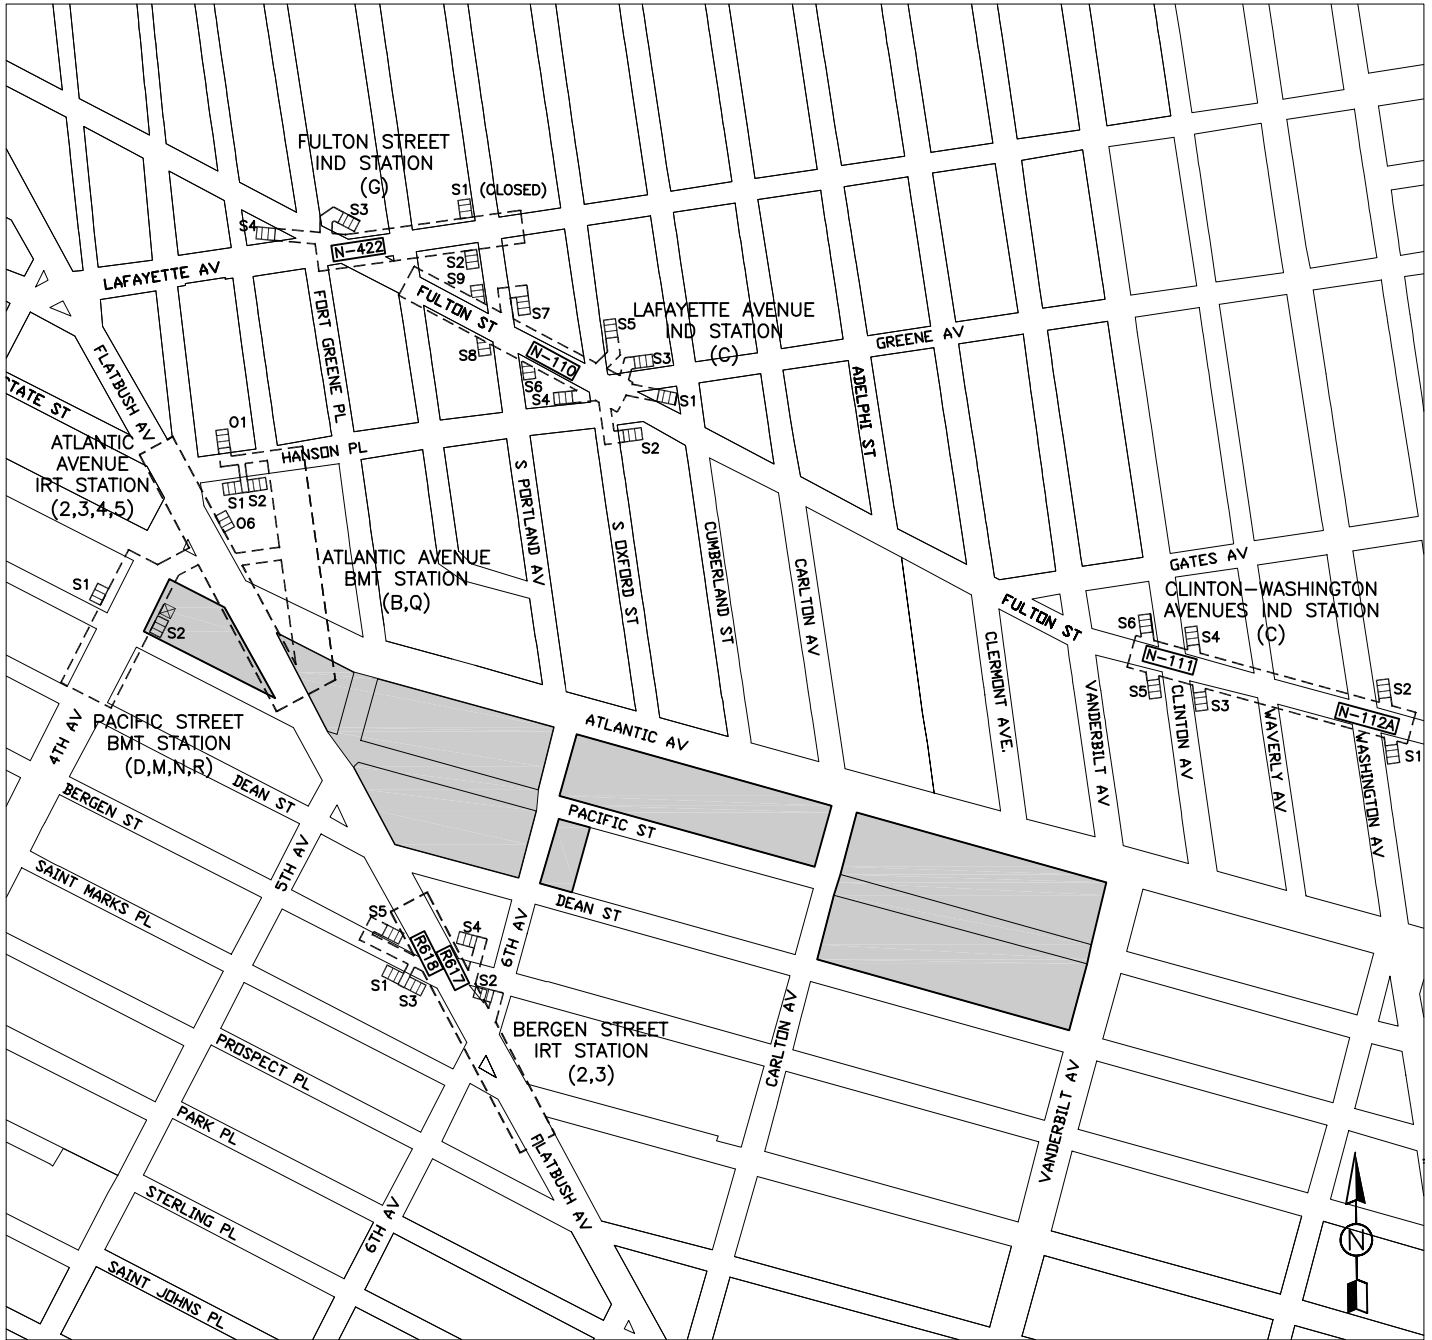 FULTON STREET
IND STATION
(G)
S1 (CLOSED)
S3
S4
N-422
LAFAYETTE AV
S2
S9
FULTON ST
S7
LAFAYETTE AVENUE
IND STATION
(C)
S5
S3
S8
N-110
S6
S4
S1
S2
GREENE AV
FORT GREENE PL
FLATBUSH AV
STATE ST
ADELPHI ST
ATLANTIC
AVENUE
IRT STATION
(2,3,4,5)
O1
HANSON PL
S1 S2
O6
S PORTLAND AV
S OXFORD ST
CUMBERLAND ST
CARLTON AV
ATLANTIC AVENUE
BMT STATION
(B,Q)
GATES AV
CLINTON-WASHINGTON
AVENUES IND STATION
(C)
S1
S2
FULTON ST
S6
S4
N-111
S5
S3
S2
N-112A
S1
CLERMONT AVE.
VANDERBILT AV
CLINTON AV
WAVERLY AV
WASHINGTON AV
4TH AV
PACIFIC STREET
BMT STATION
(D,M,N,R)
ATLANTIC AV
DEAN ST
BERGEN ST
PACIFIC ST
5TH AV
SAINT MARKS PL
DEAN ST
S5
S4
R618
R617
6TH AV
S1
S3
S2
BERGEN STREET
IRT STATION
(2,3)
CARLTON AV
PROSPECT PL
VANDERBILT AV
PARK PL
FLATBUSH AV
STERLING PL
6TH AV
SAINT JOHNS PL
N